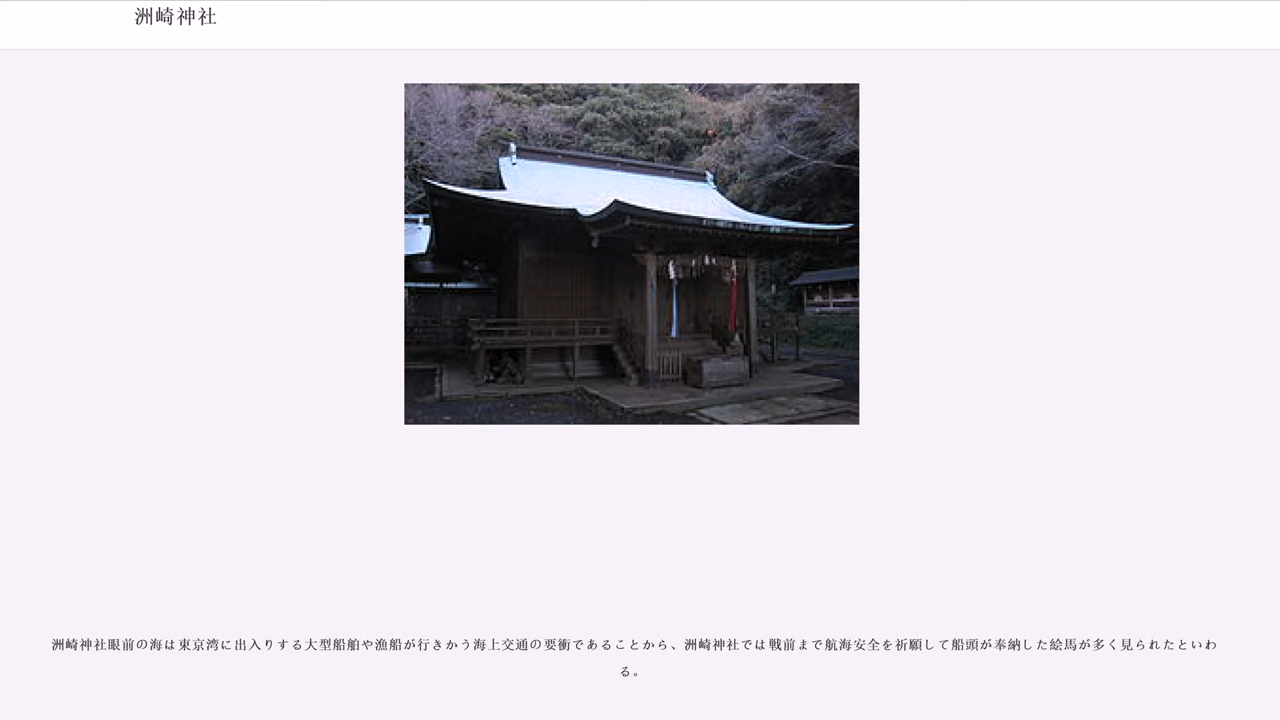 洲崎神社
洲崎神社眼前の海は東京湾に出入りする大型船舶や漁船が行きかう海上交通の要衝であることから、洲崎神社では戦前まで航海安全を祈願して船頭が奉納した絵馬が多く見られたといわ
る。